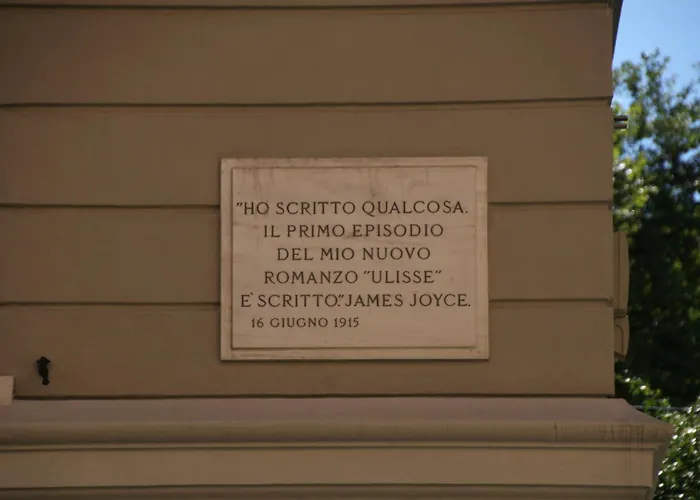 "HO SCRITTO QUALCOSA.
IL PRIMO EPISODIO
DEL MIO NUOVO
ROMANZO "ULISSE"
E' SCRITTO". JAMES JOYCE.
16 GIUGNO 1915